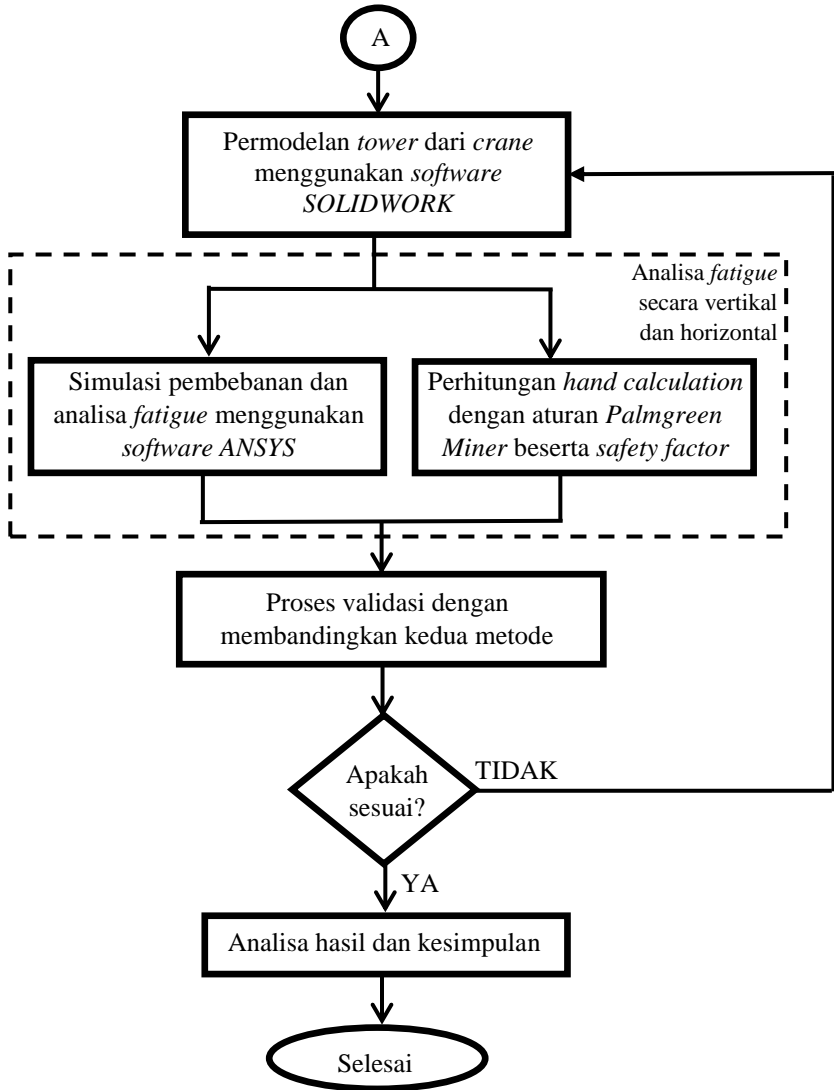 A
Permodelan tower dari crane
menggunakan software
SOLIDWORK
Analisa fatigue
secara vertikal
dan horizontal
Simulasi pembebanan dan
analisa fatigue menggunakan
software ANSYS
Perhitungan hand calculation
dengan aturan Palmgreen
Miner beserta safety factor
Proses validasi dengan
membandingkan kedua metode
Apakah
sesuai?
TIDAK
YA
Analisa hasil dan kesimpulan
Selesai